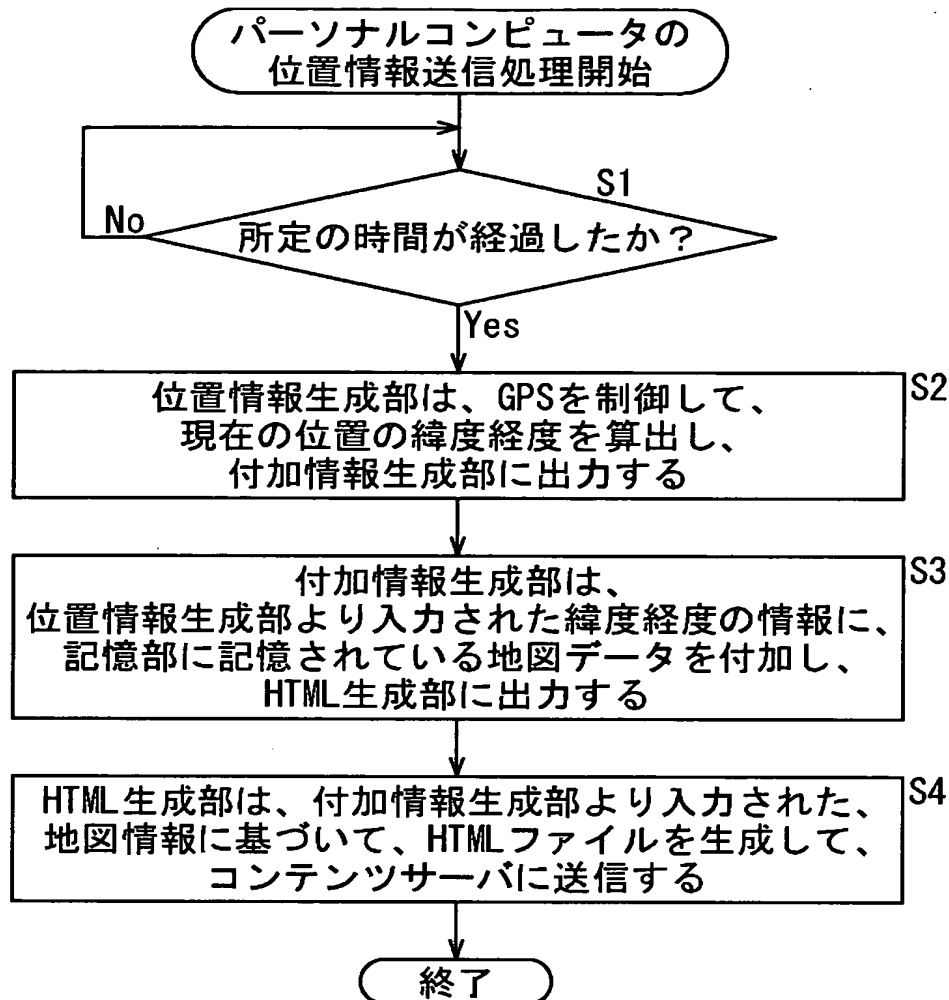 パーソナルコンピュータの
位置情報送信処理開始
S1
No
所定の時間が経過したか？
Yes
S2
位置情報生成部は、GPSを制御して、
現在の位置の緯度経度を算出し、
付加情報生成部に出力する
S3
付加情報生成部は、
位置情報生成部より入力された緯度経度の情報に、
記憶部に記憶されている地図データを付加し、
HTML生成部に出力する
S4
HTML生成部は、付加情報生成部より入力された、
地図情報に基づいて、HTMLファイルを生成して、
コンテンツサーバに送信する
終了